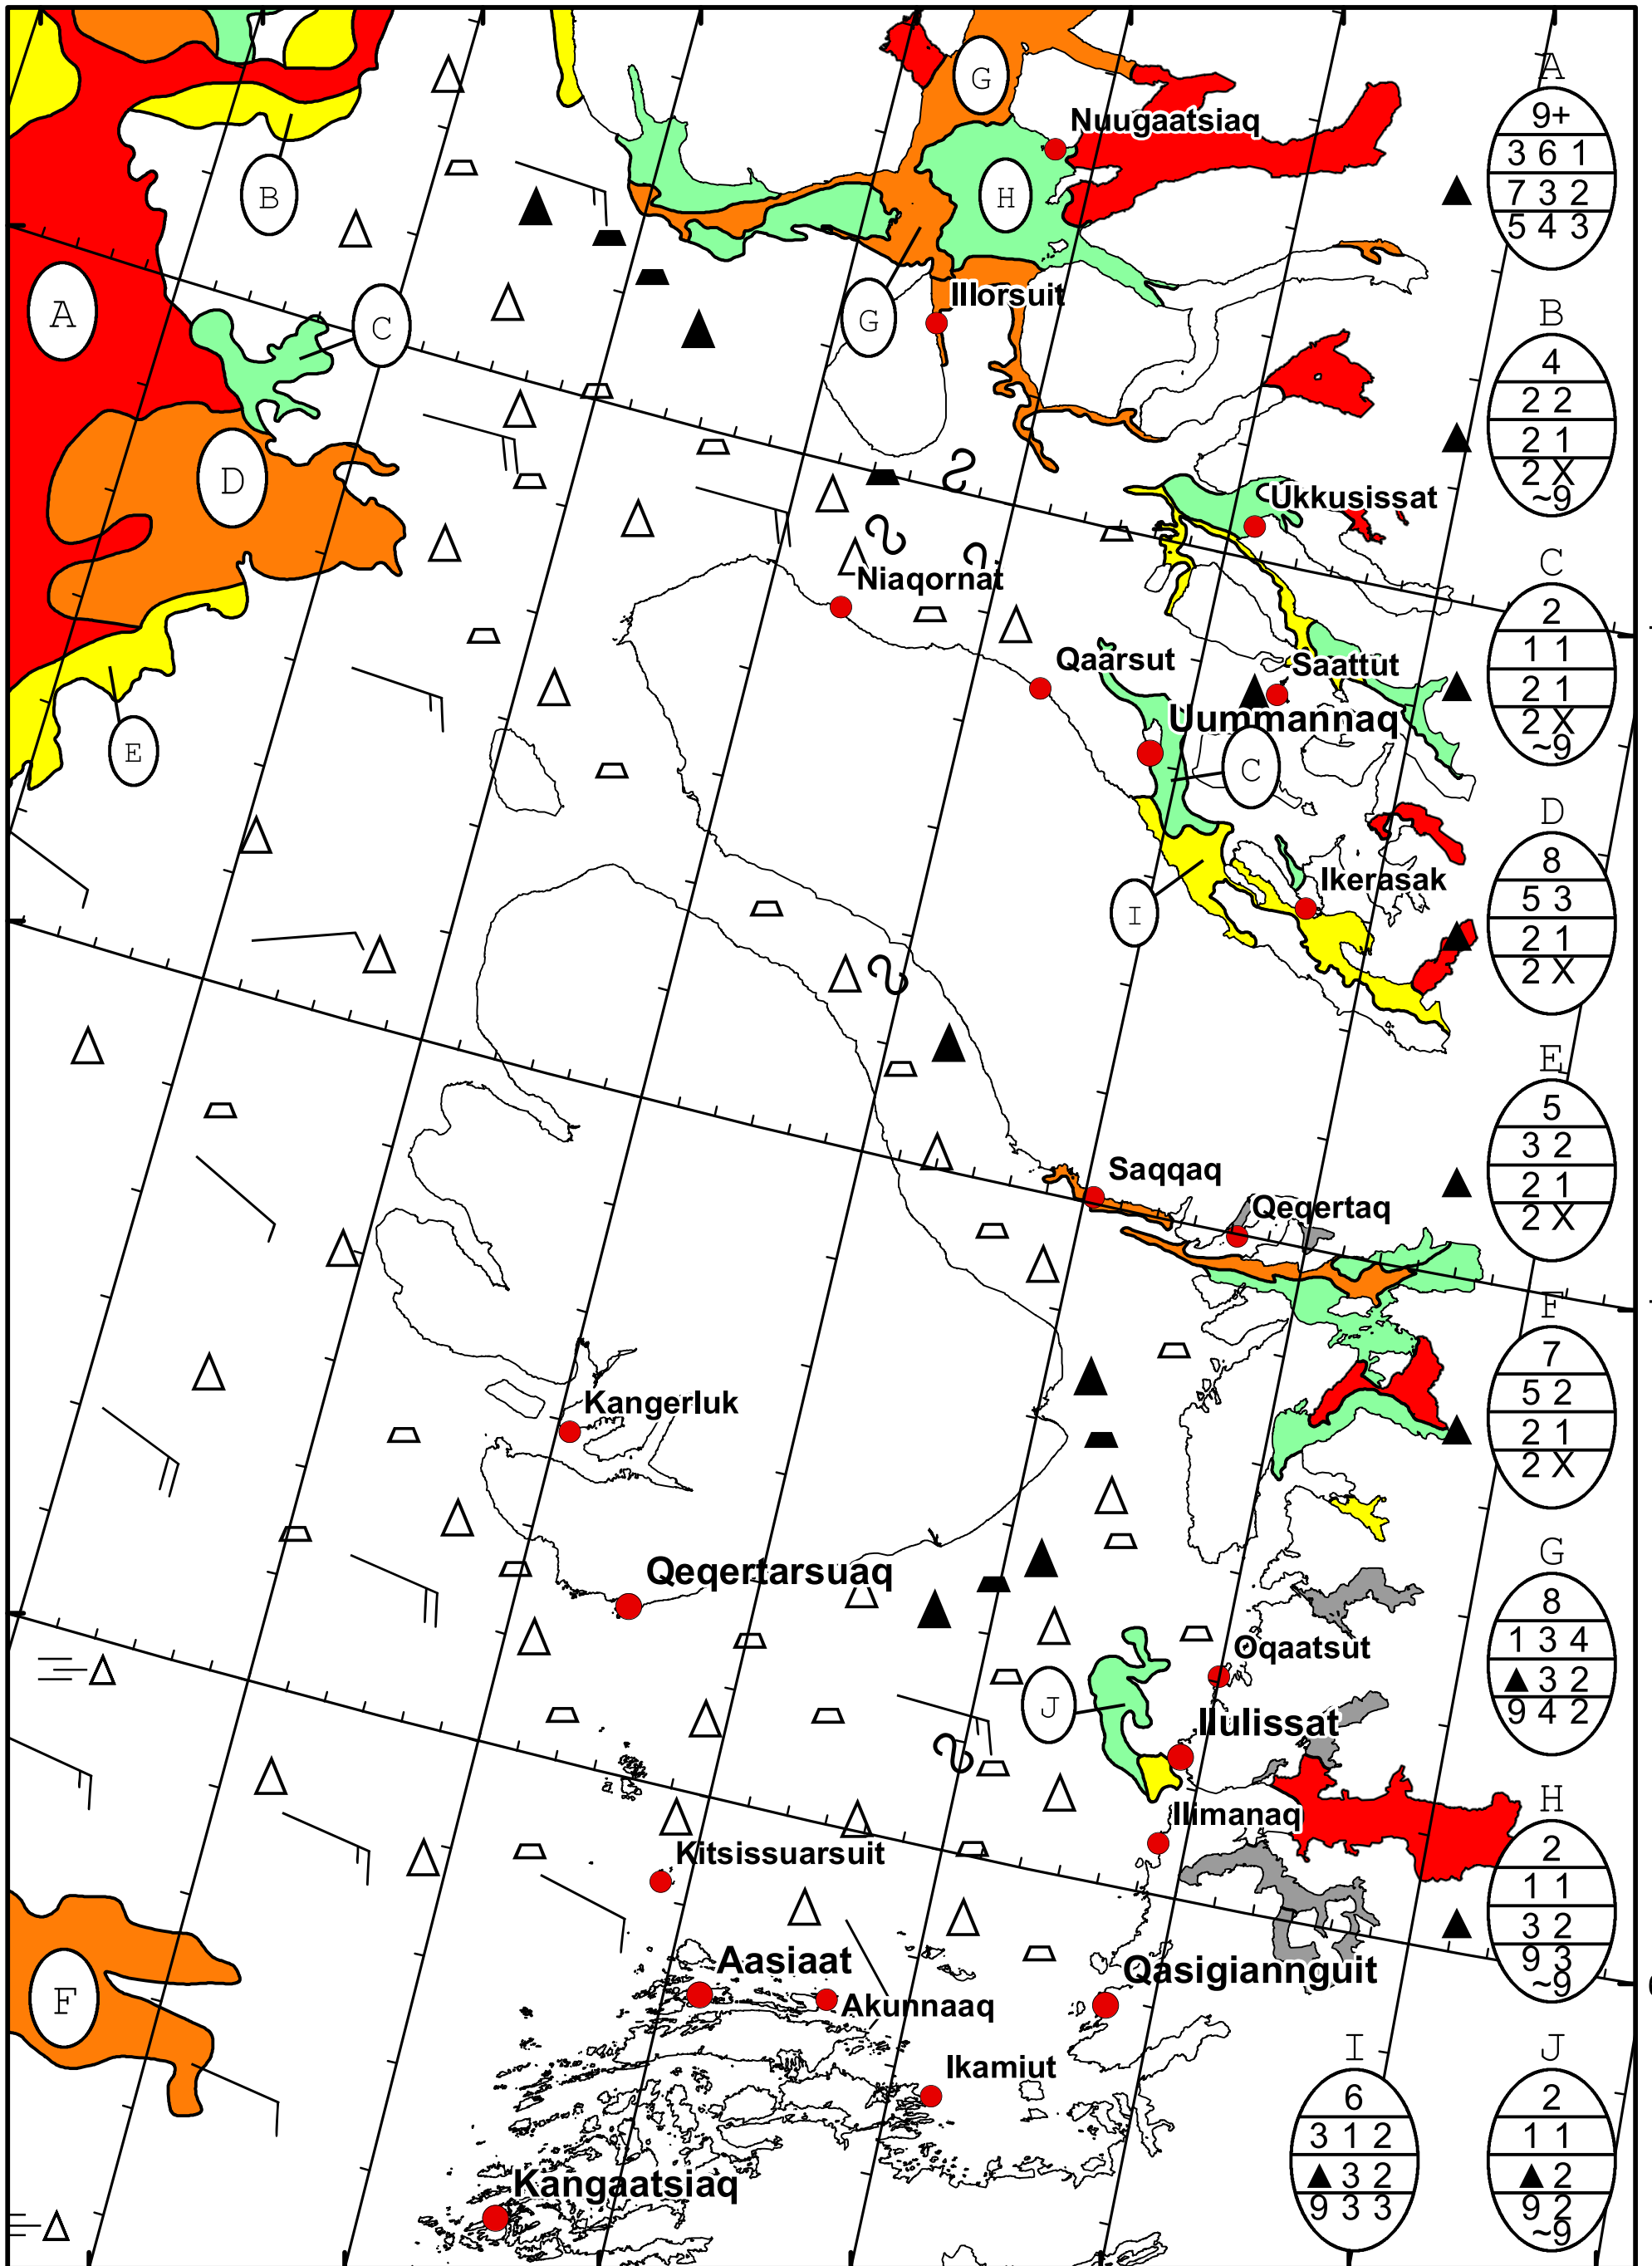 A
9+
3 6 1
7 3 2
5 4 3
G
Nuugaatsiaq
B
H
A
C
G
Illorsuit
B
4
2 2
2 1
2 X
~9
D
Ukkusissat
Niaqornat
C
2
1 1
2 1
2 X
~9
Qaarsut
Saattut
Uummannaq
E
C
D
8
5 3
2 1
2 X
Ikerasak
I
E
5
3 2
2 1
2 X
Saqqaq
Qeqertaq
F
7
5 2
2 1
2 X
Kangerluk
Qeqertarsuaq
G
8
1 3 4
▲ 3 2
9 4 2
Oqaatsut
J
Ilulissat
Ilimanaq
H
2
1 1
3 2
9 3
~9
Kitsissuarsuit
Aasiaat
Qasigiannguit
F
Akunnaaq
Ikamiut
I
6
3 1 2
▲ 3 2
9 3 3
J
2
1 1
▲ 2
9 2
~9
Kangaatsiaq